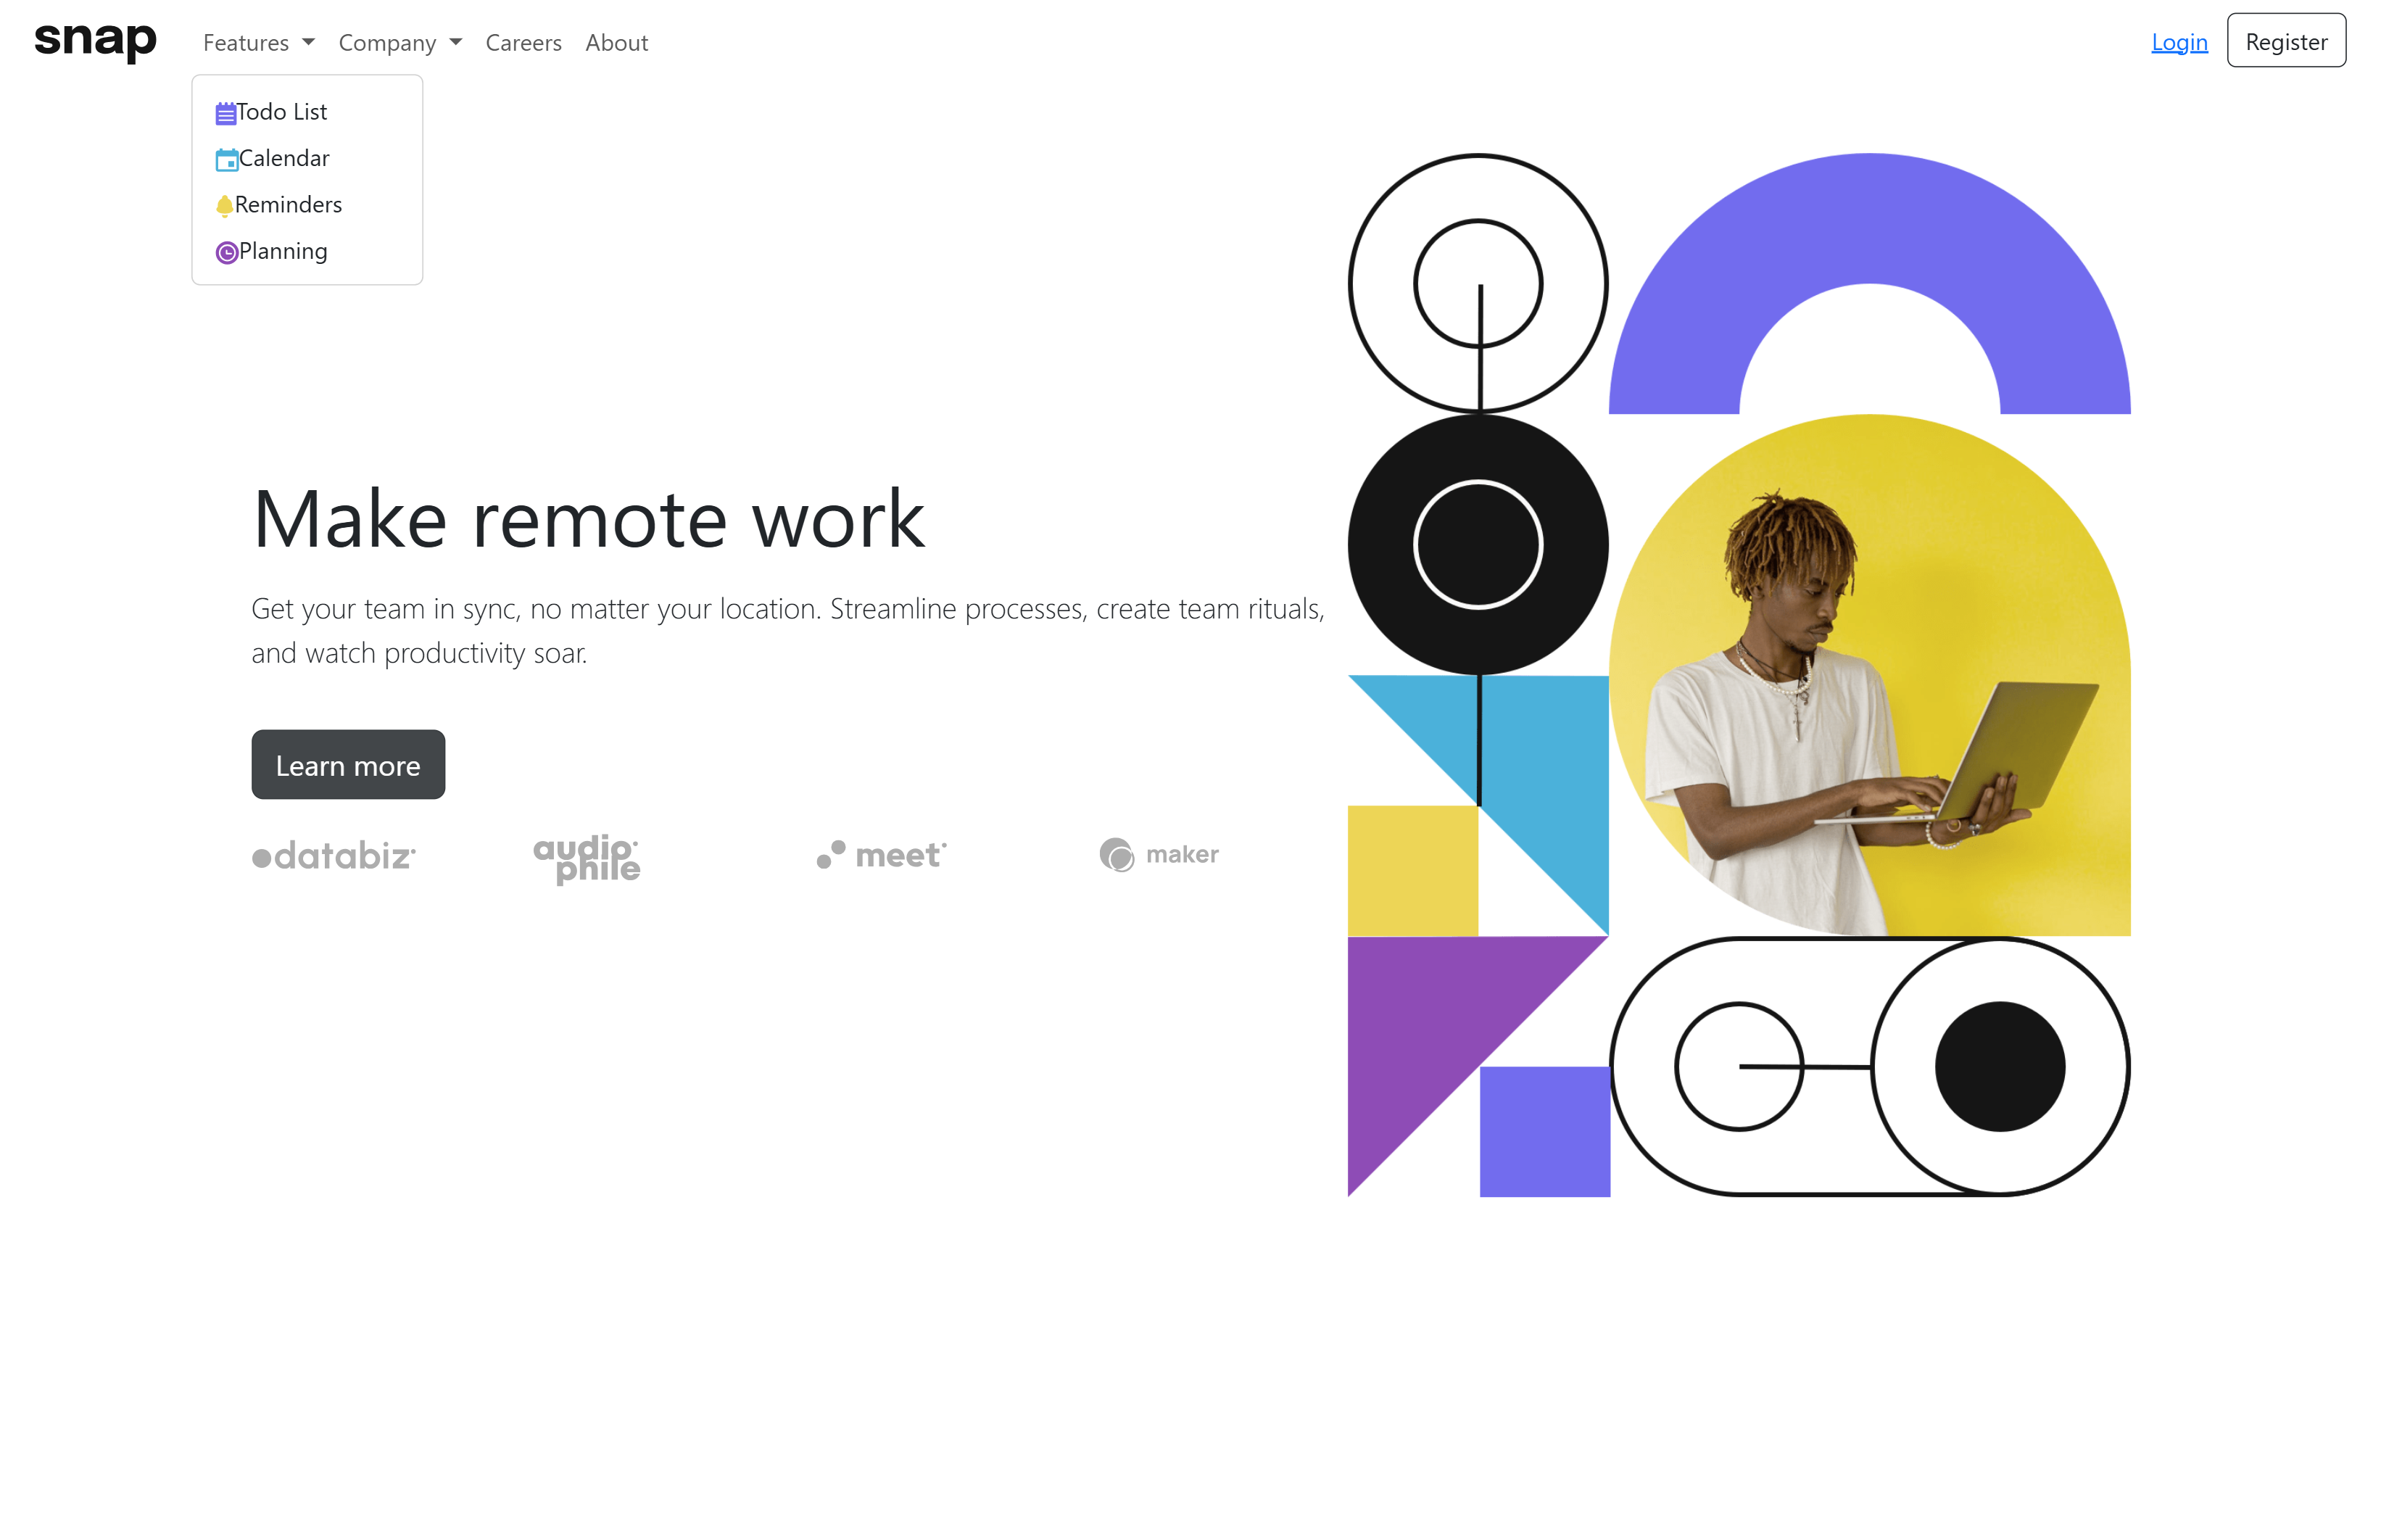 snap Features Company Careers About Login Register
Todo List
Calendar
Reminders
Planning
Make remote work
Get your team in sync, no matter your location. Streamline processes, create team rituals,
and watch productivity soar.
Learn more
databiz audiophile meet maker